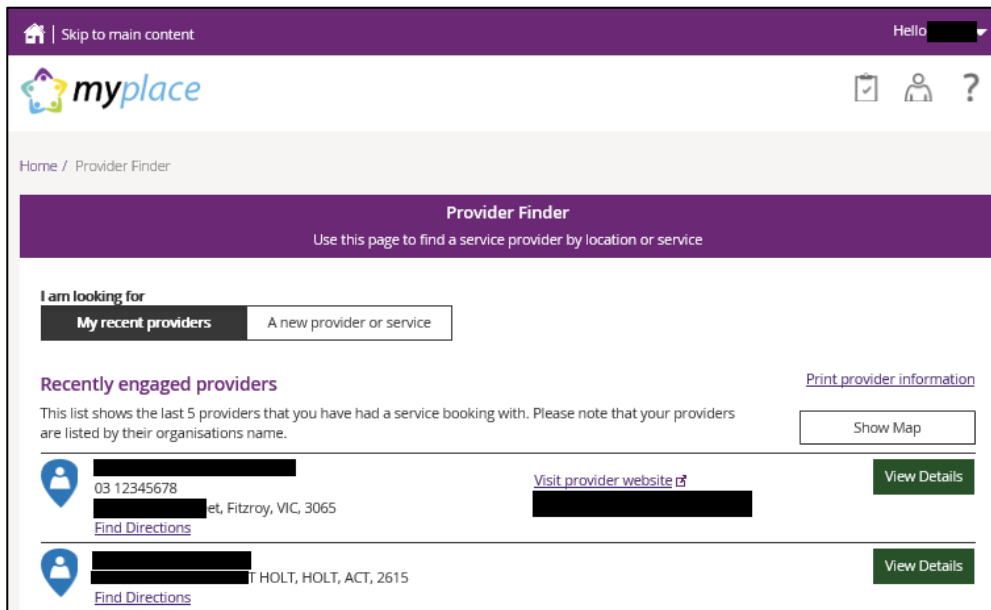 Skip to main content
Hello
myplace
?
Home / Provider Finder
Provider Finder
Use this page to find a service provider by location or service
I am looking for
My recent providers
A new provider or service
Recently engaged providers
Print provider information
This list shows the last 5 providers that you have had a service booking with. Please note that your providers
are listed by their organisations name.
Show Map
03 12345678
Visit provider website
View Details
et, Fitzroy, VIC, 3065
Find Directions
T HOLT, HOLT, ACT, 2615
View Details
Find Directions